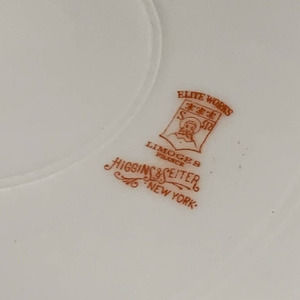 ELITE WORKS
LIMOGES
FRANCE
HIGGINS & SEITER
NEW YORK.